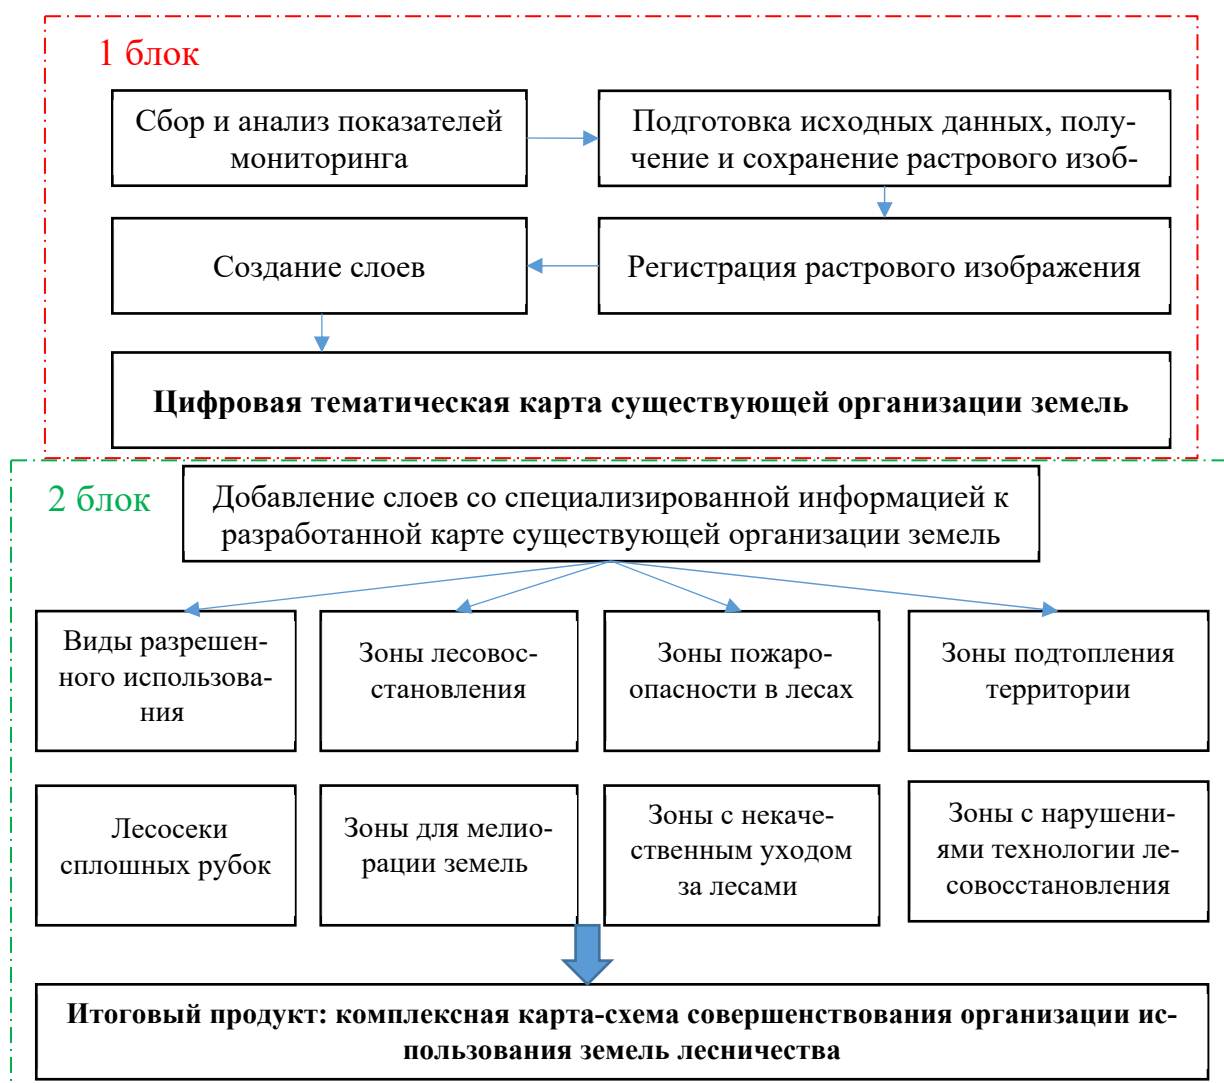 1 блок
Сбор и анализ показателей
мониторинга
Подготовка исходных данных, полу-
чение и сохранение растрового изоб-
Создание слоев
Регистрация растрового изображения
Цифровая тематическая карта существующей организации земель
2 блок
Добавление слоев со специализированной информацией к
разработанной карте существующей организации земель
Виды разрешен-
ного использова-
ния
Зоны лесовос-
становления
Зоны пожаро-
опасности в лесах
Зоны подтопления
территории
Лесосеки
сплошных рубок
Зоны для мелио-
рации земель
Зоны с некаче-
ственным уходом
за лесами
Зоны с нарушени-
ями технологии ле-
совосстановления
Итоговый продукт: комплексная карта-схема совершенствования организации ис-
пользования земель лесничества